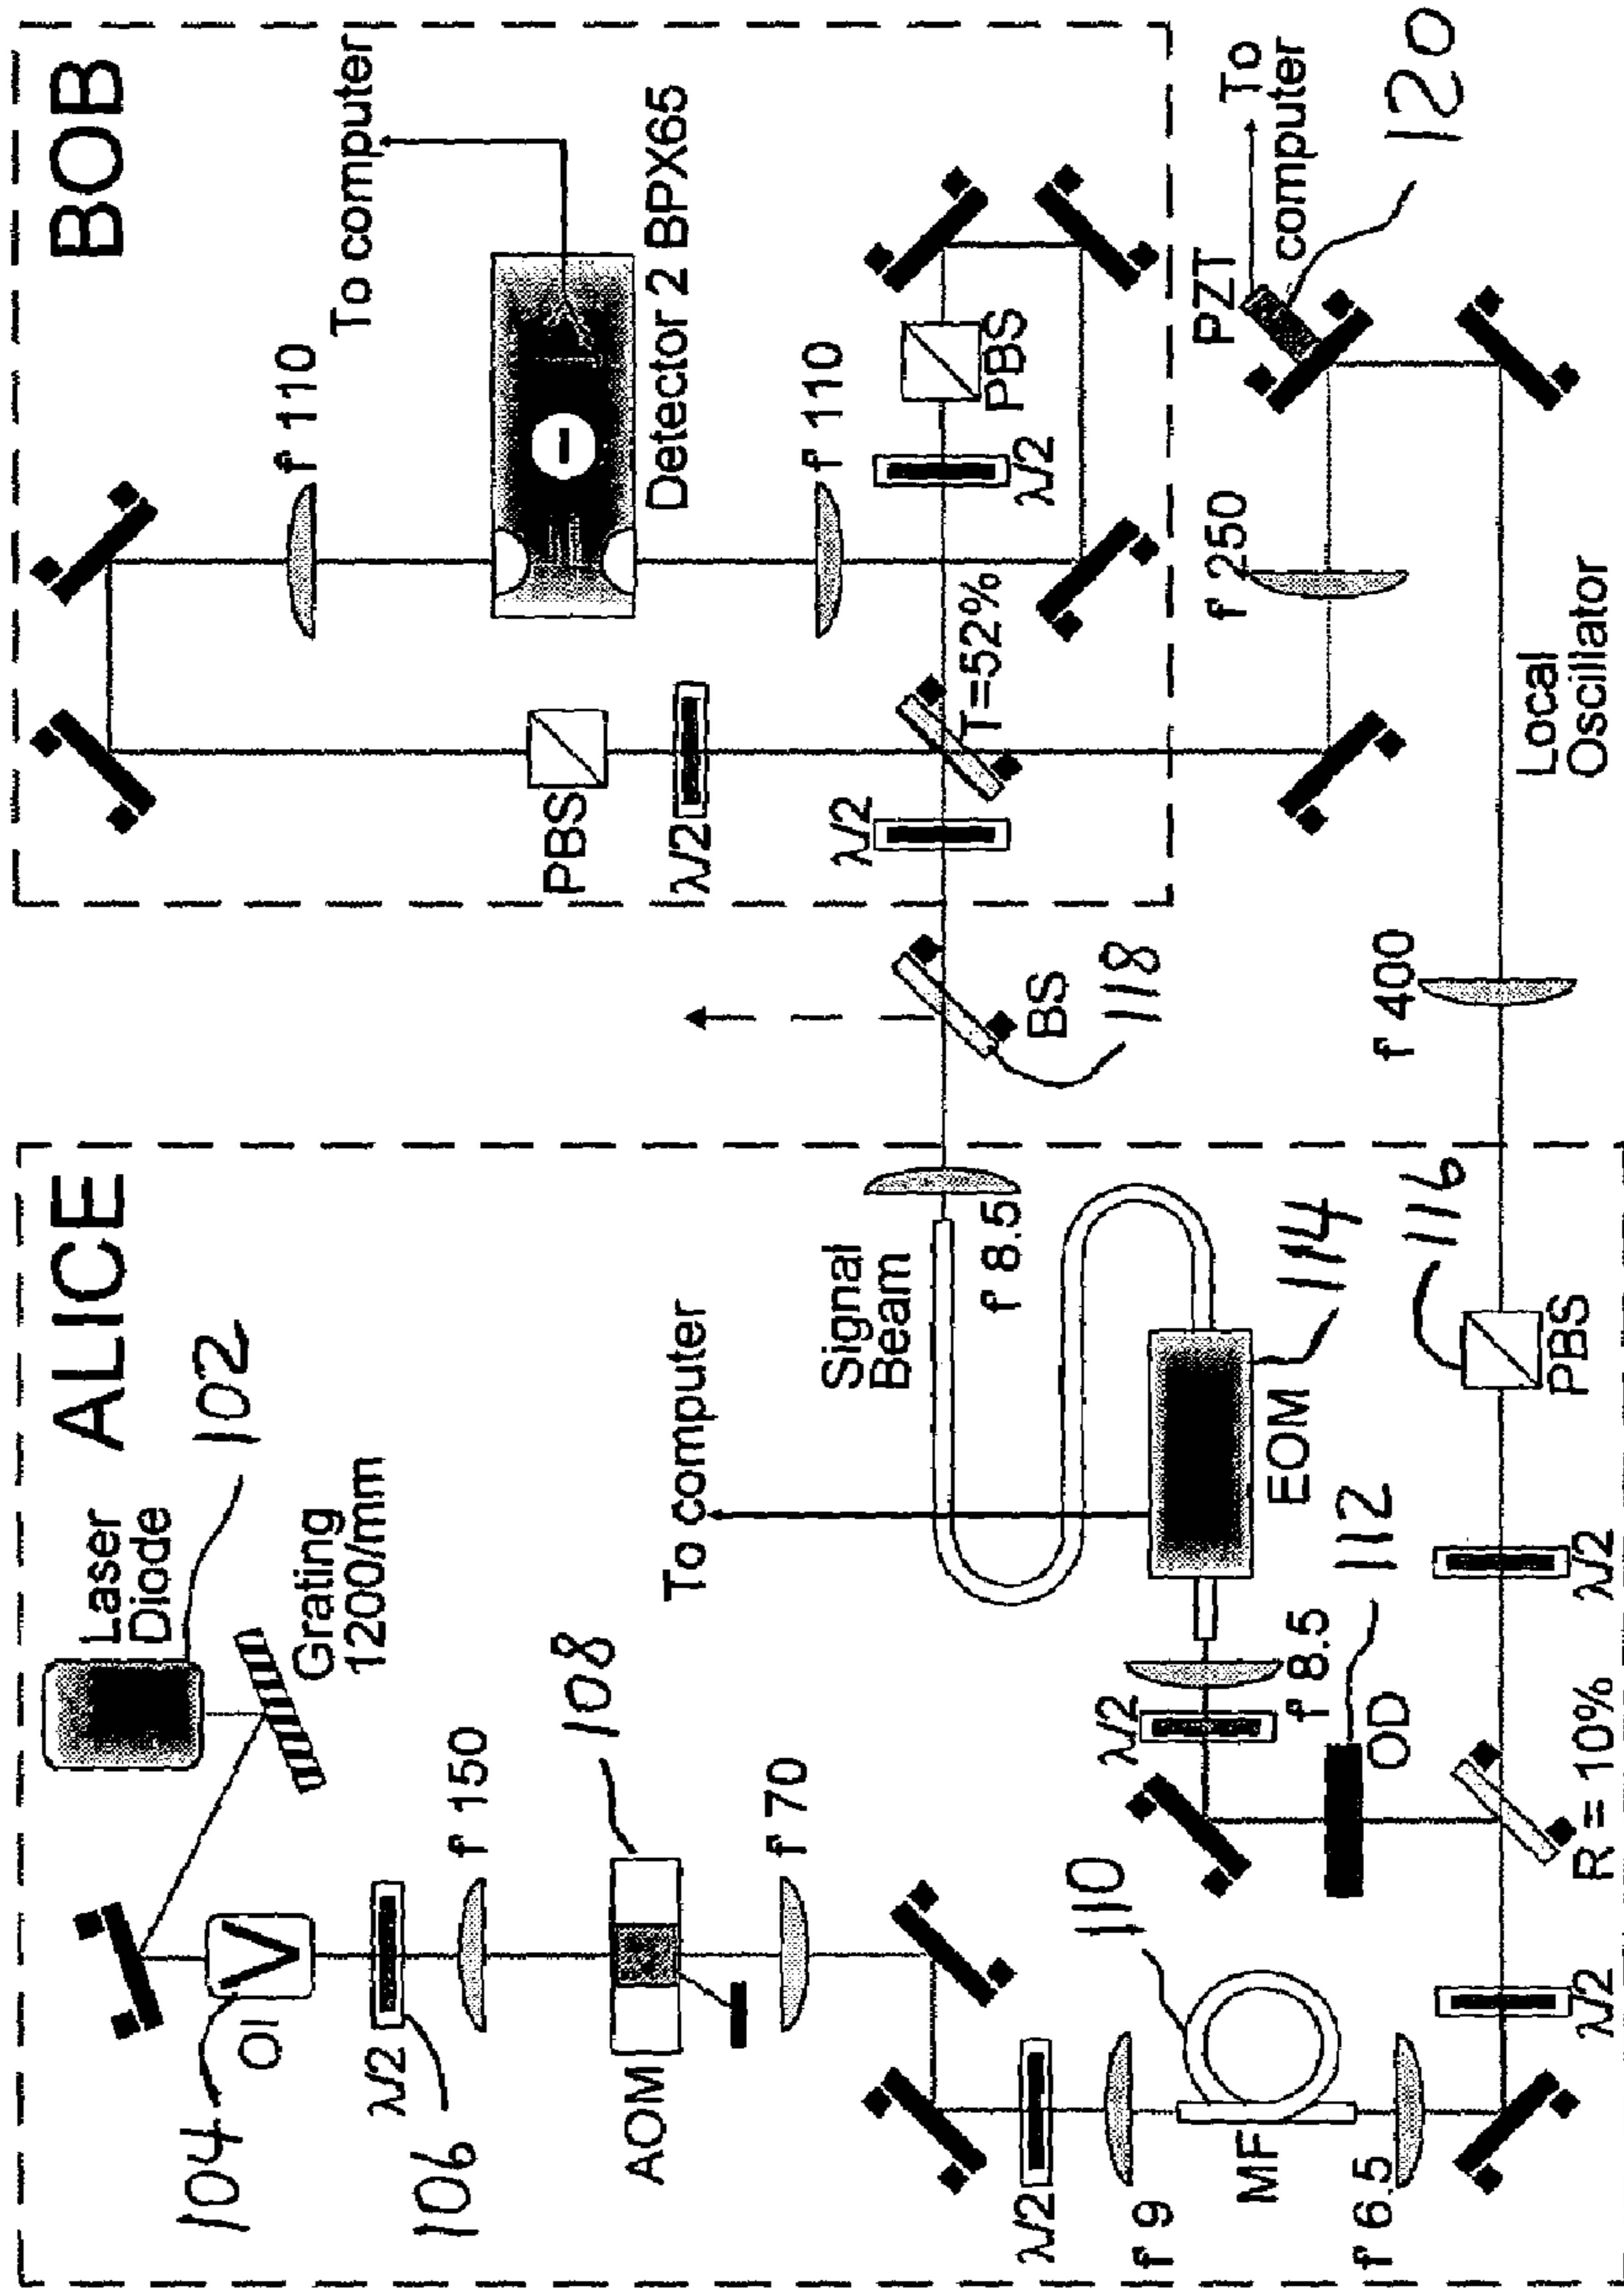 ALICE
Laser
Diode
102
Grating
1200/mm
104
OI
λ/2
106
f 150
108
AOM
f 70
λ/2
f 9
110
MF
f 6.5
λ/2
R = 10%
OD
112
λ/2
f 8.5
EOM
114
To computer
Signal
Beam
f 8.5
λ/2
PBS
116
BS
118
f 400
Local
Oscillator
f 250
PZT
To
computer
120
BOB
To computer
f 110
Detector 2 BPX65
f 110
PBS
λ/2
λ/2
T=52%
λ/2
PBS